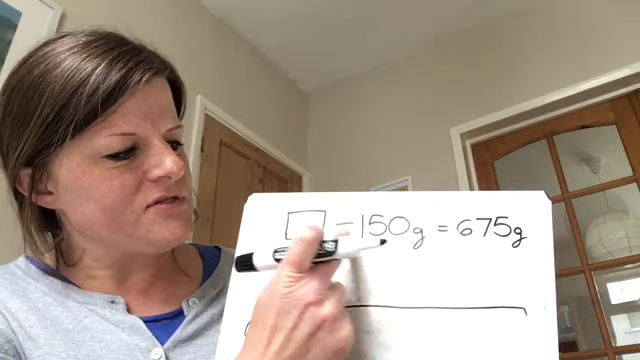 □ - 150g = 675g